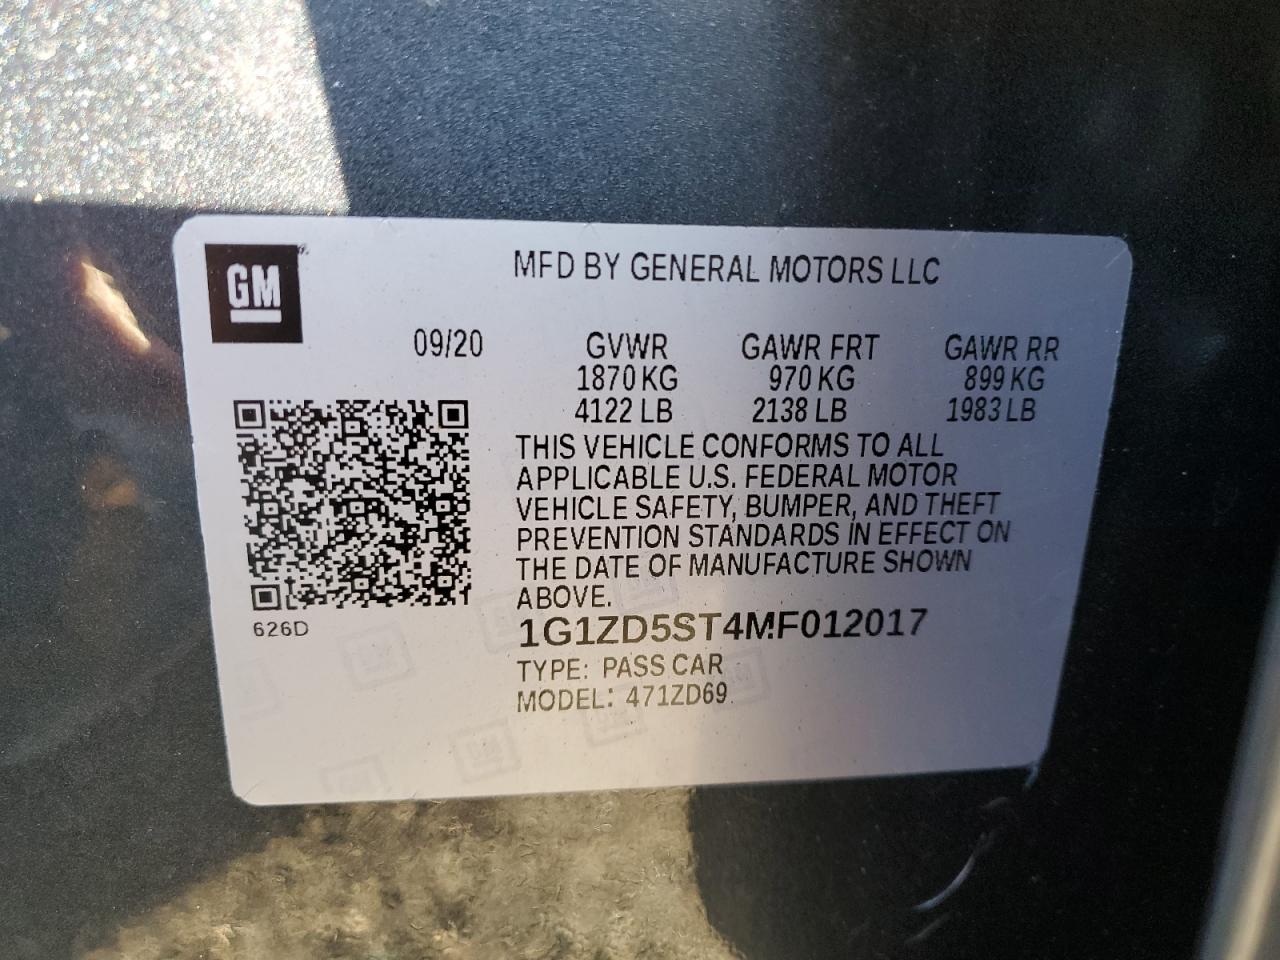 GM
MFD BY GENERAL MOTORS LLC
09/20 GVWR GAWR FRT GAWR RR
1870 KG 970 KG 899 KG
4122 LB 2138 LB 1983 LB
THIS VEHICLE CONFORMS TO ALL
APPLICABLE U.S. FEDERAL MOTOR
VEHICLE SAFETY, BUMPER, AND THEFT
PREVENTION STANDARDS IN EFFECT ON
THE DATE OF MANUFACTURE SHOWN
ABOVE.
626D
1G1ZD5ST4MF012017
TYPE: PASS CAR
MODEL: 471ZD69